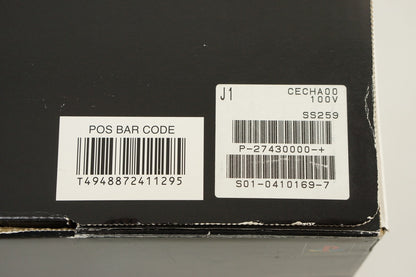 POS BAR CODE
T4948872411295
J1
CECHA00
100V
SS259
P-27430000-+
S01-0410169-7